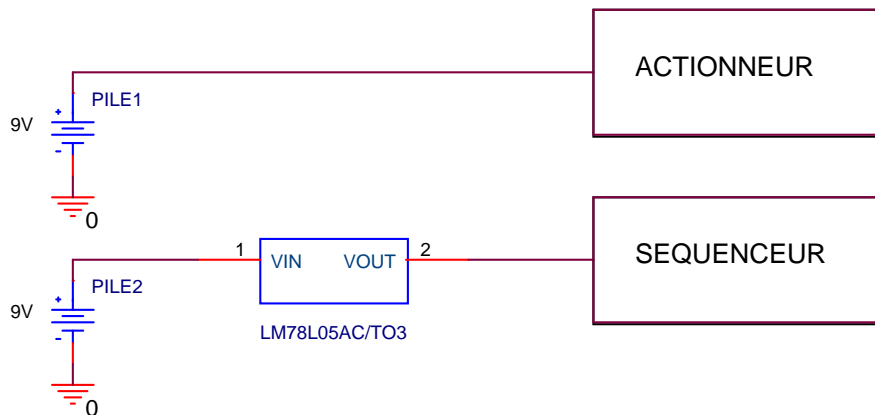 ACTIONNEUR
+
PILE1
9V
-
0
SEQUENCEUR
1
VIN
VOUT
2
+
PILE2
9V
-
LM78L05AC/TO3
0